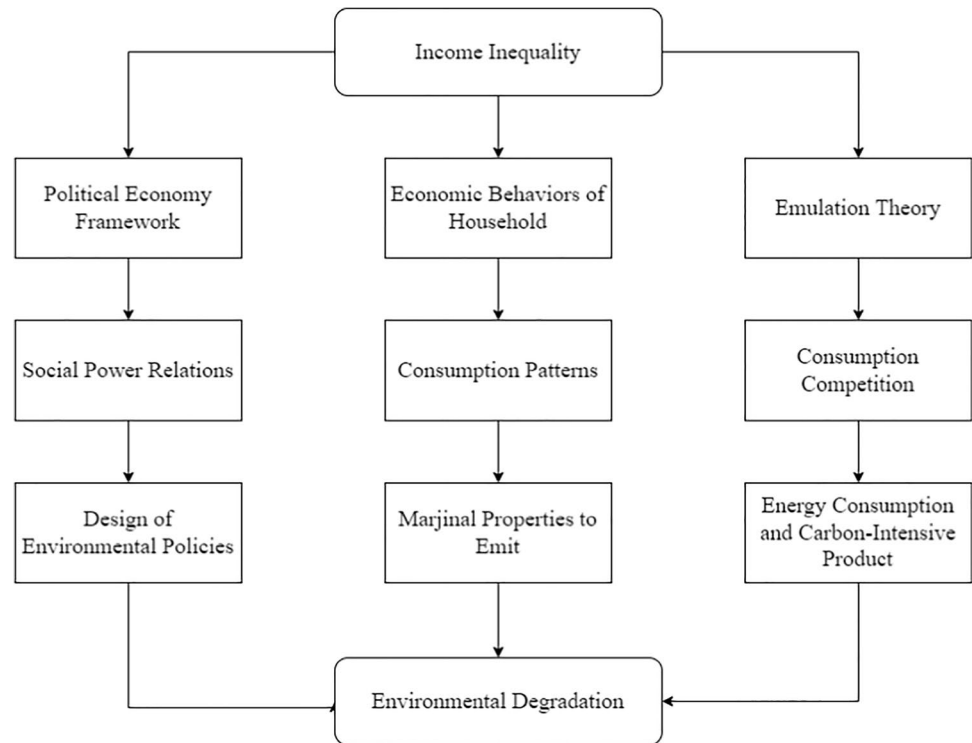 Income Inequality
Political Economy
Framework
Economic Behaviors of
Household
Emulation Theory
Social Power Relations
Consumption Patterns
Consumption
Competition
Design of
Environmental Policies
Marjinal Properties to
Emit
Energy Consumption
and Carbon-Intensive
Product
Environmental Degradation